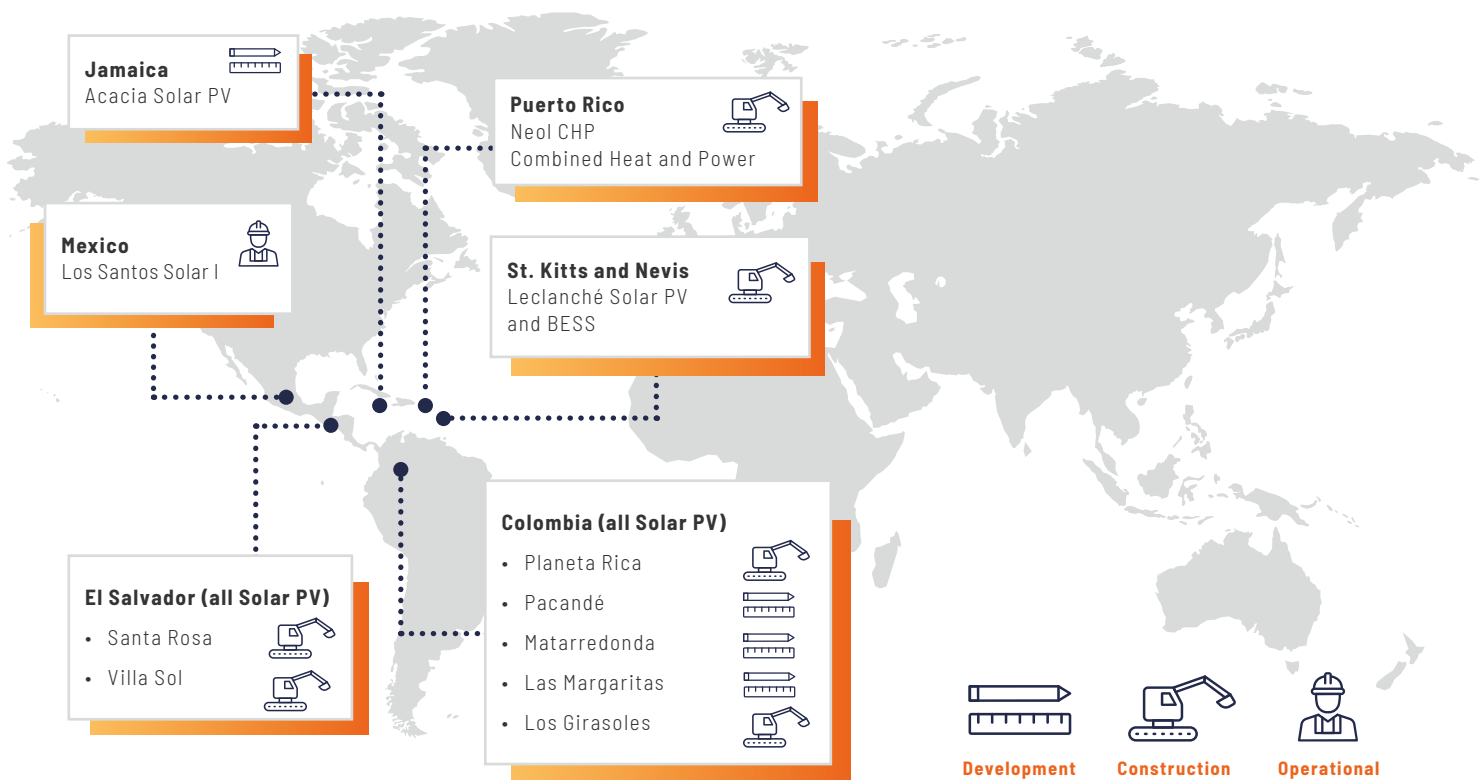 Jamaica
Acacia Solar PV
Puerto Rico
Neol CHP
Combined Heat and Power
Mexico
Los Santos Solar I
St. Kitts and Nevis
Leclanché Solar PV
and BESS
Colombia (all Solar PV)
• Planeta Rica
• Pacandé
• Matarredonda
• Las Margaritas
• Los Girasoles
El Salvador (all Solar PV)
• Santa Rosa
• Villa Sol
Development
Construction
Operational